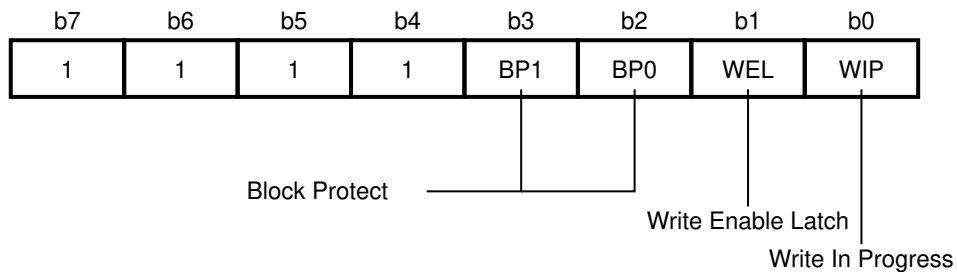 b7 b6 b5 b4 b3 b2 b1 b0
1 1 1 1 BP1 BP0 WEL WIP
Block Protect
Write Enable Latch
Write In Progress